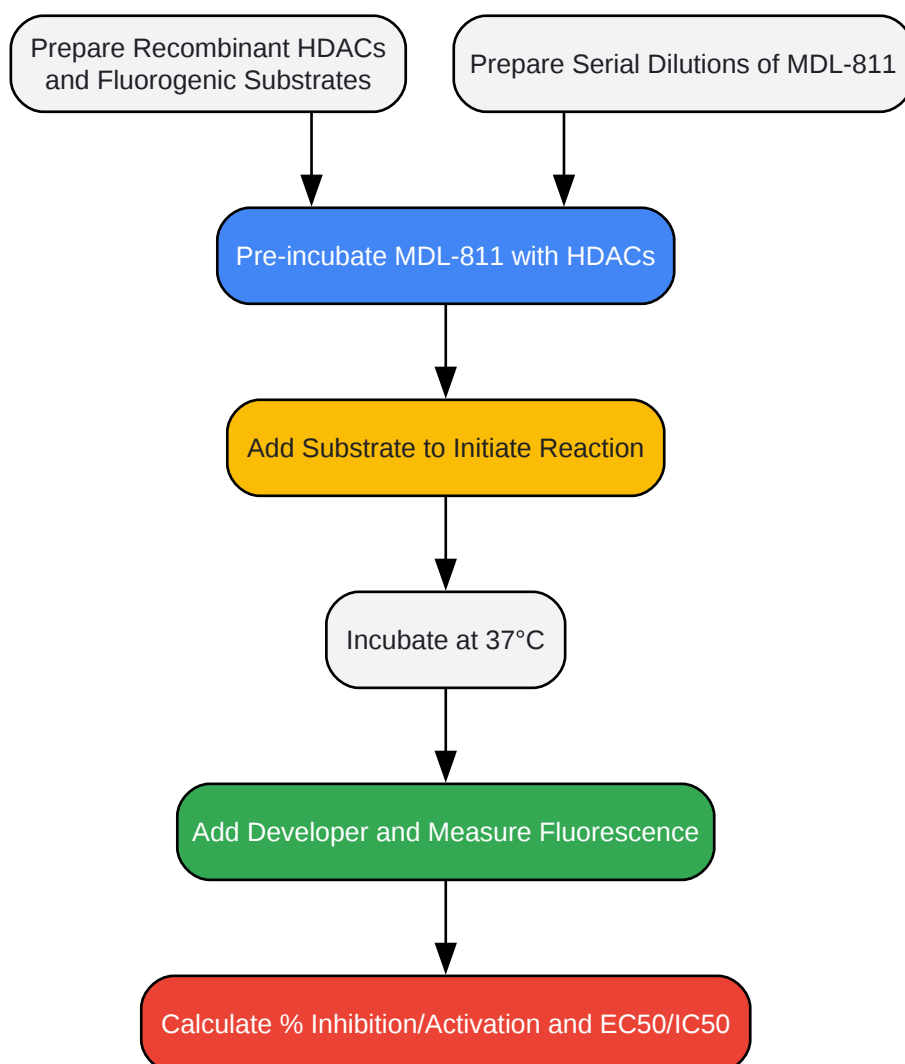 Prepare Recombinant HDACs
and Fluorogenic Substrates
Prepare Serial Dilutions of MDL-811
Pre-incubate MDL-811 with HDACs
Add Substrate to Initiate Reaction
Incubate at 37°C
Add Developer and Measure Fluorescence
Calculate % Inhibition/Activation and EC50/IC50